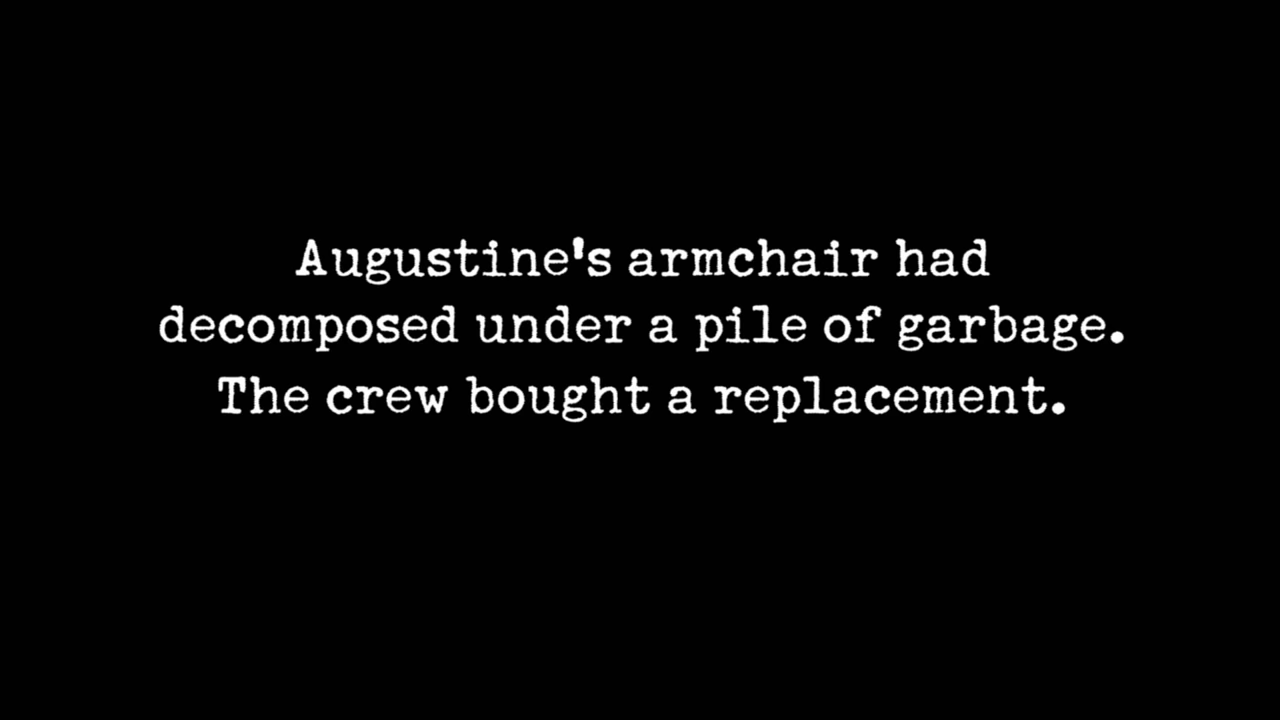 Augustine's armchair had
decomposed under a pile of garbage.
The crew bought a replacement.